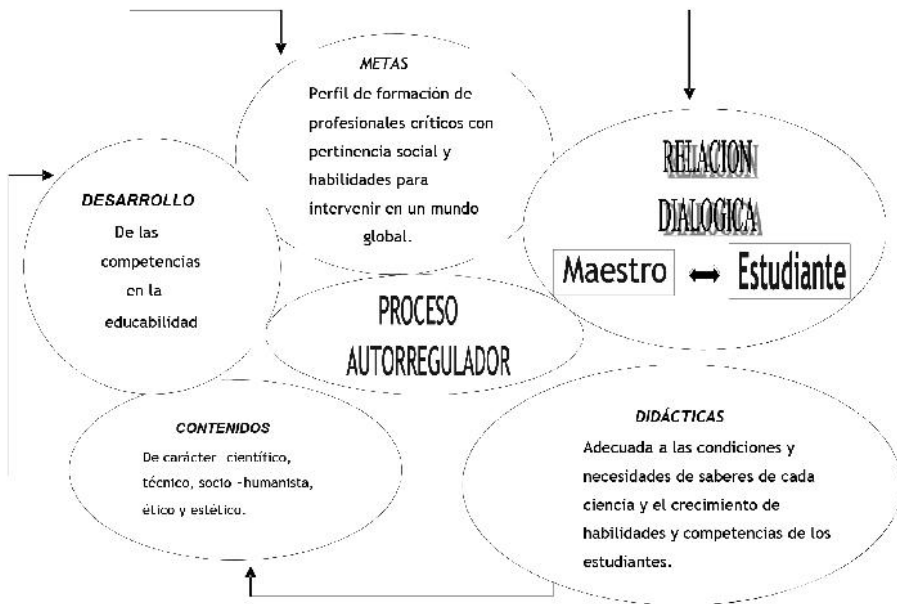 METAS
Perfil de formación de
profesionales críticos con
pertinencia social y
habilidades para
intervenir en un mundo
global.
RELACION
DIALOGICA
Maestro
Estudiante
DESARROLLO
De las
competencias
en la
educabilidad
PROCESO
AUTORREGULADOR
CONTENIDOS
De carácter científico,
técnico, socio -humanista,
ético y estético.
DIDÁCTICAS
Adecuada a las condiciones y
necesidades de saberes de cada
ciencia y el crecimiento de
habilidades y competencias de los
estudiantes.